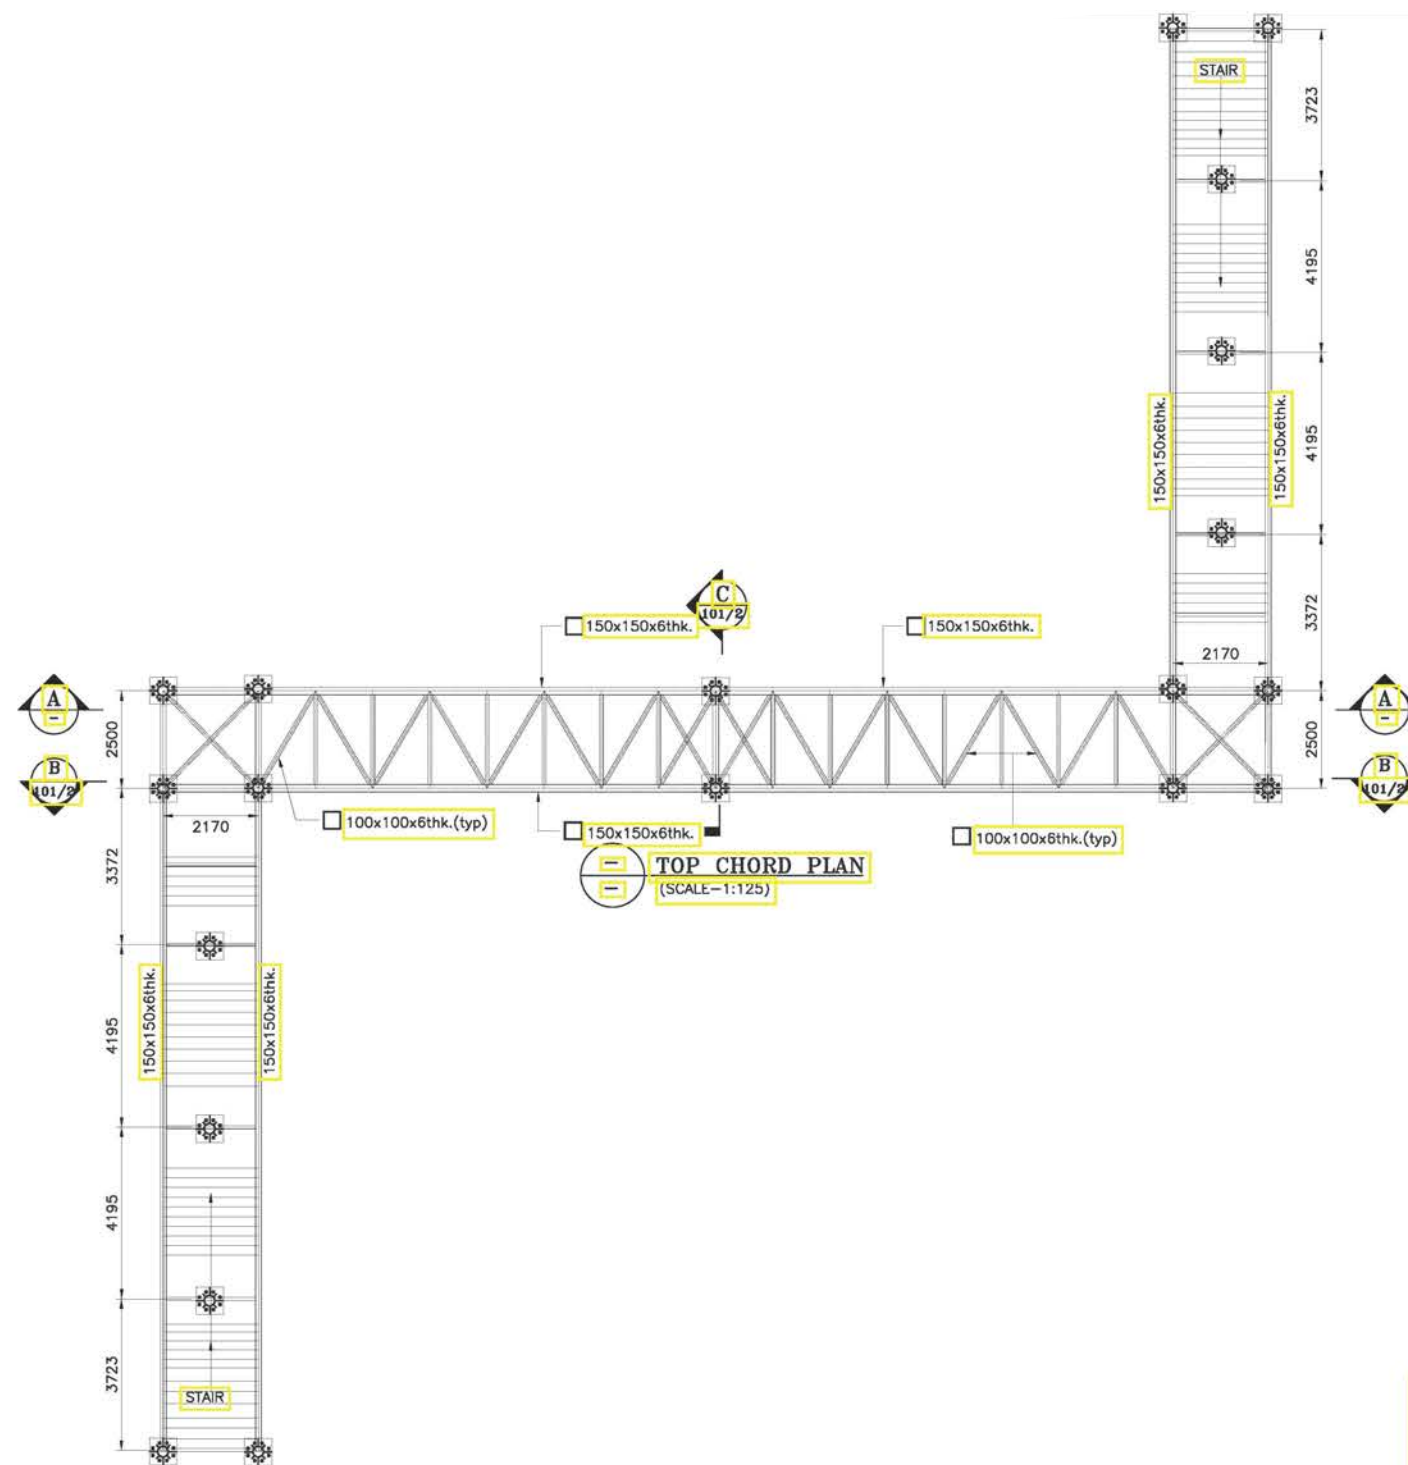 STAIR
3723
4195
150x150x6thk.
150x150x6thk.
4195
3372
2170
C
101/2
150x150x6thk.
150x150x6thk.
A
-
2500
B
101/2
A
-
2500
B
101/2
2170
100x100x6thk.(typ)
150x150x6thk.
100x100x6thk.(typ)
-
-
TOP CHORD PLAN
(SCALE-1:125)
3372
150x150x6thk.
150x150x6thk.
4195
4195
3723
STAIR